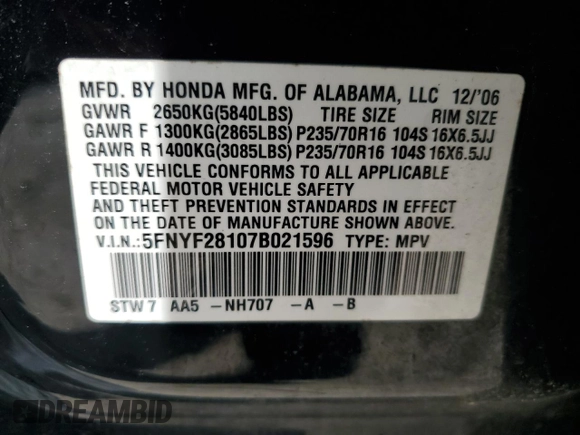 MFD. BY HONDA MFG. OF ALABAMA, LLC 12/'06
GVWR 2650KG(5840LBS) TIRE SIZE RIM SIZE
GAWR F 1300KG(2865LBS) P235/70R16 104S 16X6.5JJ
GAWR R 1400KG(3085LBS) P235/70R16 104S 16X6.5JJ
THIS VEHICLE CONFORMS TO ALL APPLICABLE
FEDERAL MOTOR VEHICLE SAFETY
AND THEFT PREVENTION STANDARDS IN EFFECT
ON THE DATE OF MANUFACTURE SHOWN ABOVE.
V.I.N.: 5FNYF28107B021596 TYPE: MPV
STW7 AA5 -NH707 -A -B
DREAMBID